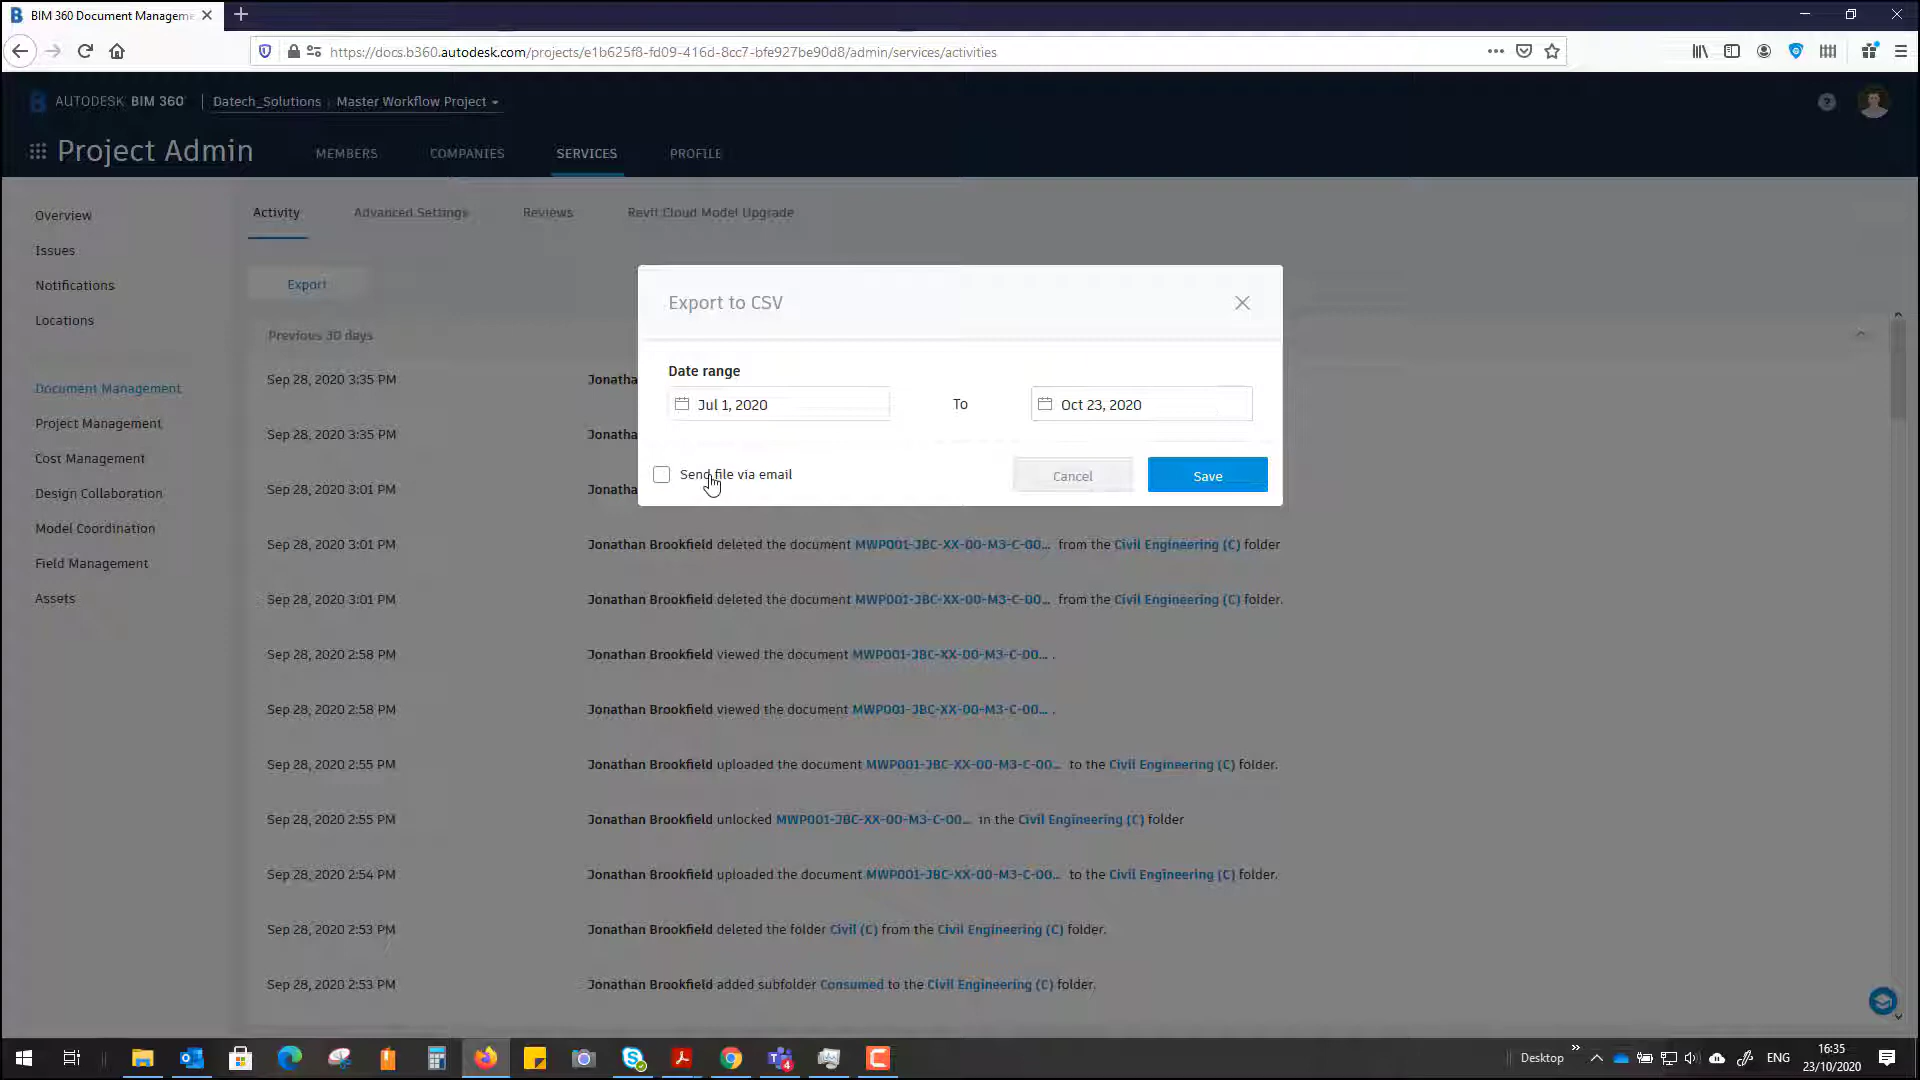 BIM 360 Document Manageme
https://docs.b360.autodesk.com/projects/e1b625f8-fd09-416d-8cc7-bfe927be90d8/admin/services/activities
AUTODESK BIM 360 Datech_Solutions Master Workflow Project
Project Admin MEMBERS COMPANIES SERVICES PROFILE
Overview
Issues
Notifications
Locations
Document Management
Project Management
Cost Management
Design Collaboration
Model Coordination
Field Management
Assets
Activity Advanced Settings Reviews Revit Cloud Model Upgrade
Export
Previous 30 days
Export to CSV
Date range
Jul 1, 2020 To Oct 23, 2020
Send file via email Cancel Save
Sep 28, 2020 3:35 PM Jonatha
Sep 28, 2020 3:35 PM Jonatha
Sep 28, 2020 3:01 PM Jonatha
Sep 28, 2020 3:01 PM Jonathan Brookfield deleted the document MWP001-JBC-XX-00-M3-C-00... from the Civil Engineering (C) folder
Sep 28, 2020 3:01 PM Jonathan Brookfield deleted the document MWP001-JBC-XX-00-M3-C-00... from the Civil Engineering (C) folder.
Sep 28, 2020 2:58 PM Jonathan Brookfield viewed the document MWP001-JBC-XX-00-M3-C-00... .
Sep 28, 2020 2:58 PM Jonathan Brookfield viewed the document MWP001-JBC-XX-00-M3-C-00... .
Sep 28, 2020 2:55 PM Jonathan Brookfield uploaded the document MWP001-JBC-XX-00-M3-C-00... to the Civil Engineering (C) folder.
Sep 28, 2020 2:55 PM Jonathan Brookfield unlocked MWP001-JBC-XX-00-M3-C-00... in the Civil Engineering (C) folder
Sep 28, 2020 2:54 PM Jonathan Brookfield uploaded the document MWP001-JBC-XX-00-M3-C-00... to the Civil Engineering (C) folder.
Sep 28, 2020 2:53 PM Jonathan Brookfield deleted the folder Civil (C) from the Civil Engineering (C) folder.
Sep 28, 2020 2:53 PM Jonathan Brookfield added subfolder Consumed to the Civil Engineering (C) folder.
Desktop ENG 16:35
23/10/2020